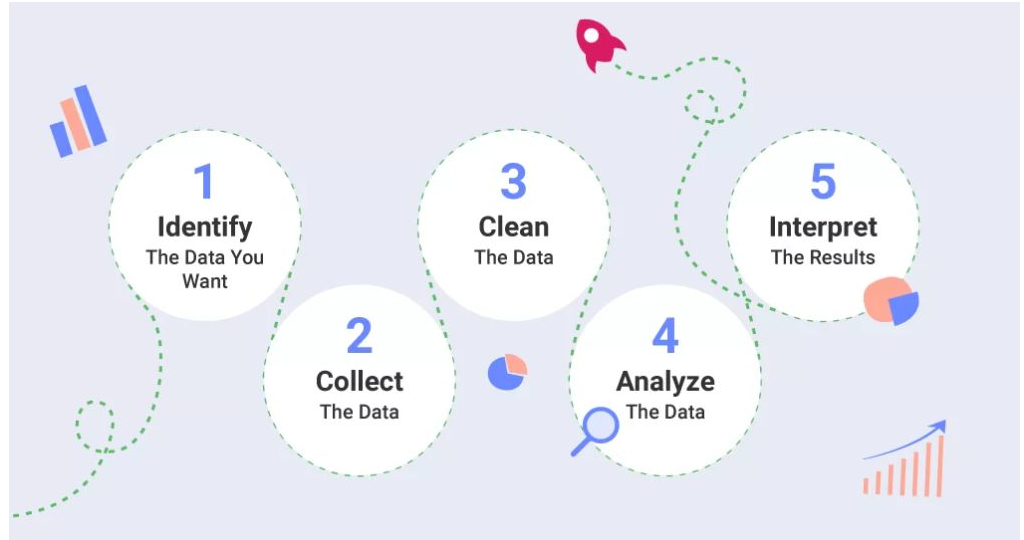 1
Identify
The Data You
Want
2
Collect
The Data
3
Clean
The Data
4
Analyze
The Data
5
Interpret
The Results